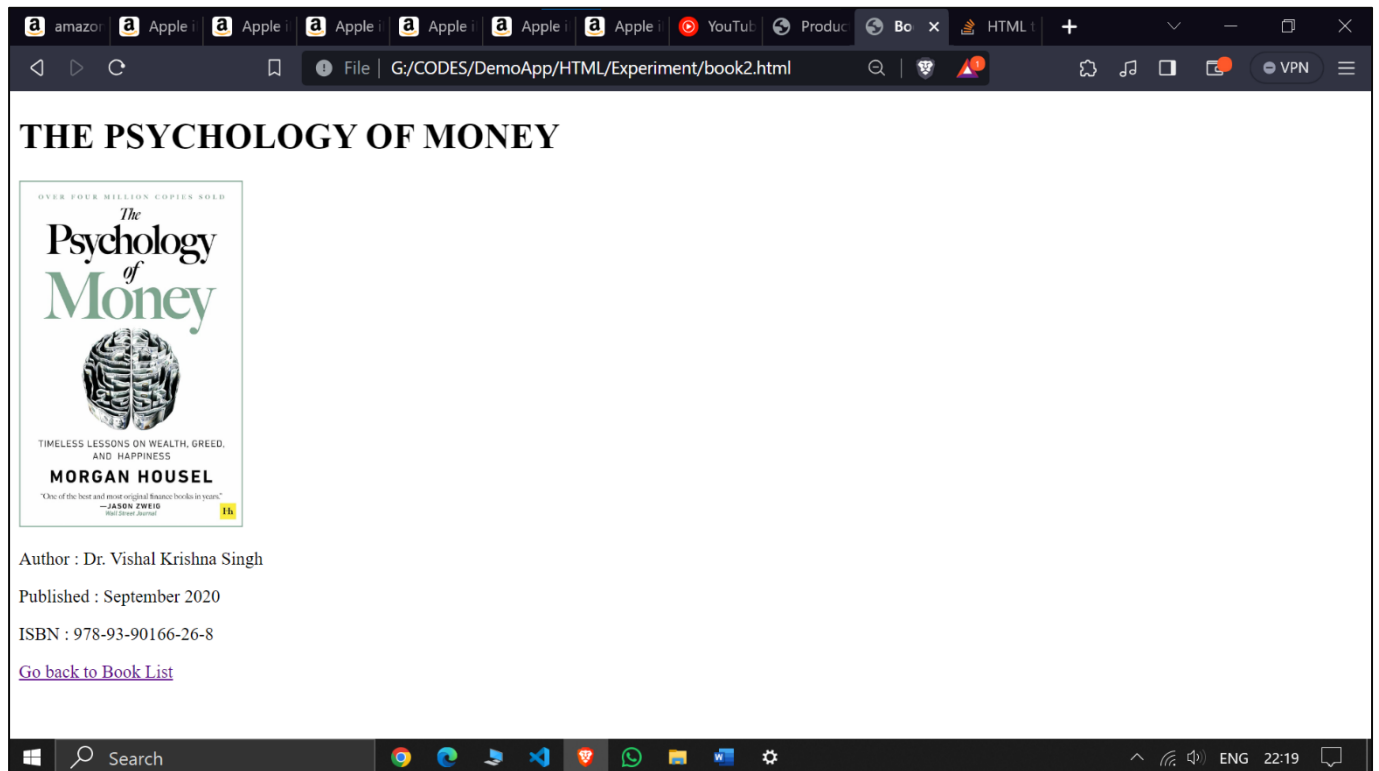 amazon Apple i Apple i Apple i Apple i Apple i Apple i YouTub Produc Bo HTML t
File G:/CODES/DemoApp/HTML/Experiment/book2.html VPN
THE PSYCHOLOGY OF MONEY
OVER FOUR MILLION COPIES SOLD
The
Psychology
of
Money
TIMELESS LESSONS ON WEALTH, GREED,
AND HAPPINESS
MORGAN HOUSEL
"One of the best and most original finance books in years."
—JASON ZWEIG
Wall Street Journal
Hh
Author : Dr. Vishal Krishna Singh
Published : September 2020
ISBN : 978-93-90166-26-8
Go back to Book List
Search ENG 22:19